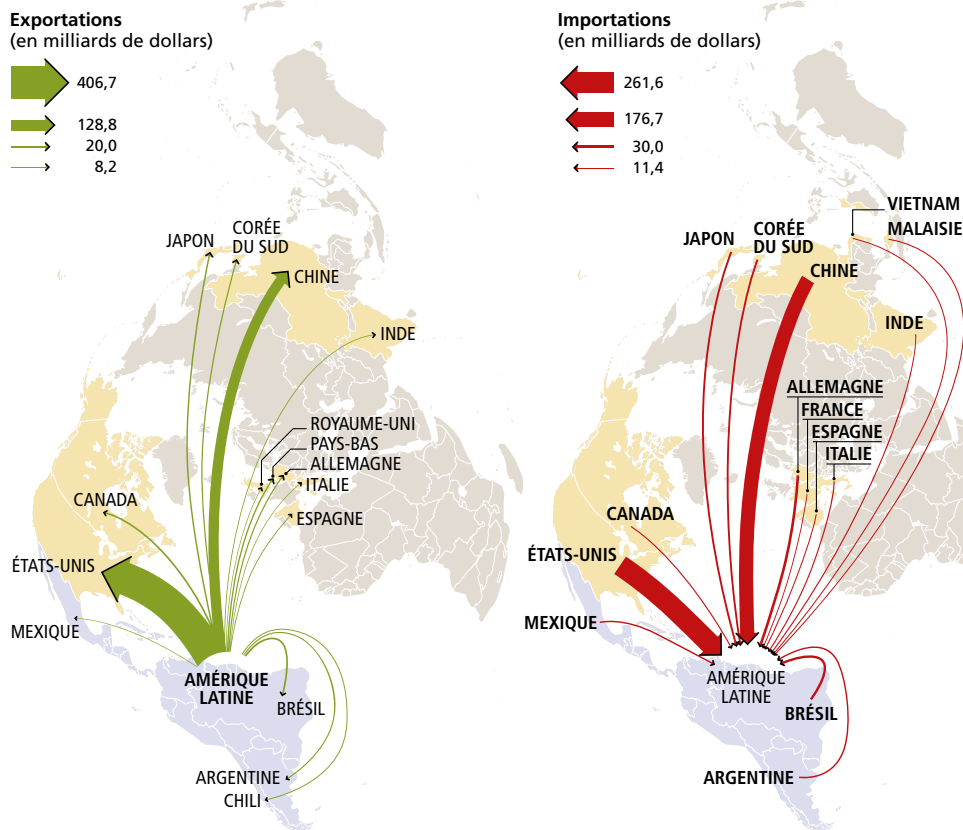 Exportations
(en milliards de dollars)
406,7
128,8
20,0
8,2
JAPON
CORÉE
DU SUD
CHINE
INDE
ROYAUME-UNI
PAYS-BAS
ALLEMAGNE
ITALIE
ESPAGNE
CANADA
ÉTATS-UNIS
MEXIQUE
AMÉRIQUE
LATINE
BRÉSIL
ARGENTINE
CHILI
Importations
(en milliards de dollars)
261,6
176,7
30,0
11,4
VIETNAM
MALAISIE
JAPON
CORÉE
DU SUD
CHINE
INDE
ALLEMAGNE
FRANCE
ESPAGNE
ITALIE
CANADA
ÉTATS-UNIS
MEXIQUE
AMÉRIQUE
LATINE
BRÉSIL
ARGENTINE